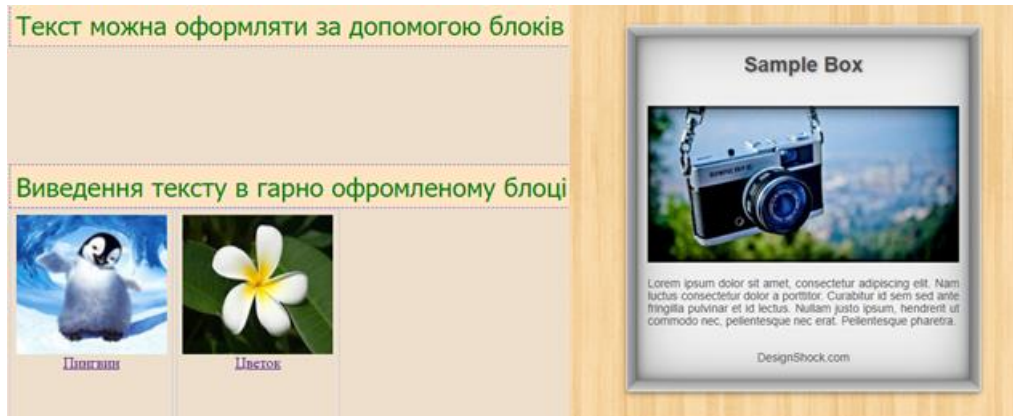 Текст можна оформляти за допомогою блоків
Виведення тексту в гарно офромленому блоці
Пингвин
Цветок
Sample Box
Lorem ipsum dolor sit amet, consectetur adipiscing elit. Nam
luctus consectetur dolor a porttitor. Curabitur id sem sed ante
fringilla pulvinar et id lectus. Nullam justo ipsum, hendrerit ut
commodo nec, pellentesque nec erat. Pellentesque pharetra.
DesignShock.com